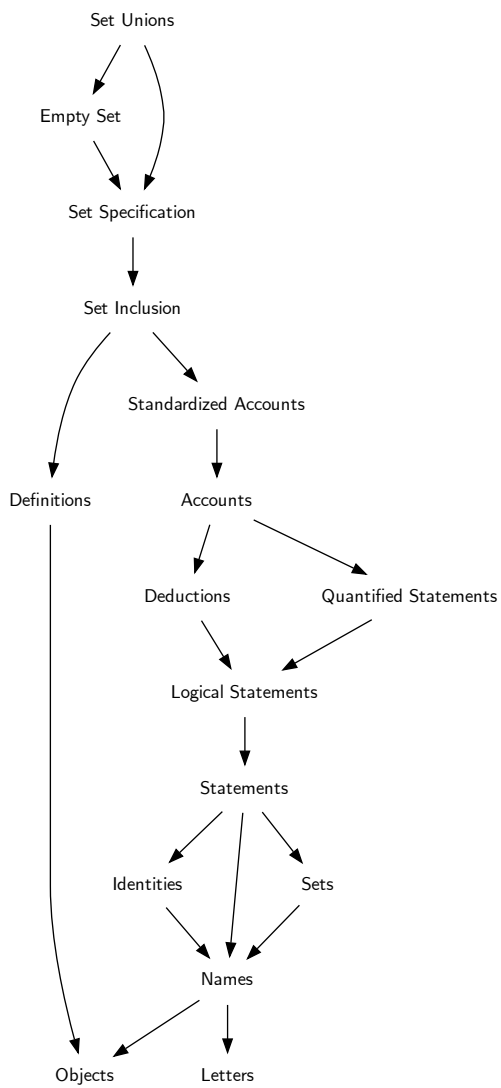 Set Unions
Empty Set
Set Specification
Set Inclusion
Standardized Accounts
Definitions
Accounts
Deductions
Quantified Statements
Logical Statements
Statements
Identities
Sets
Names
Objects
Letters